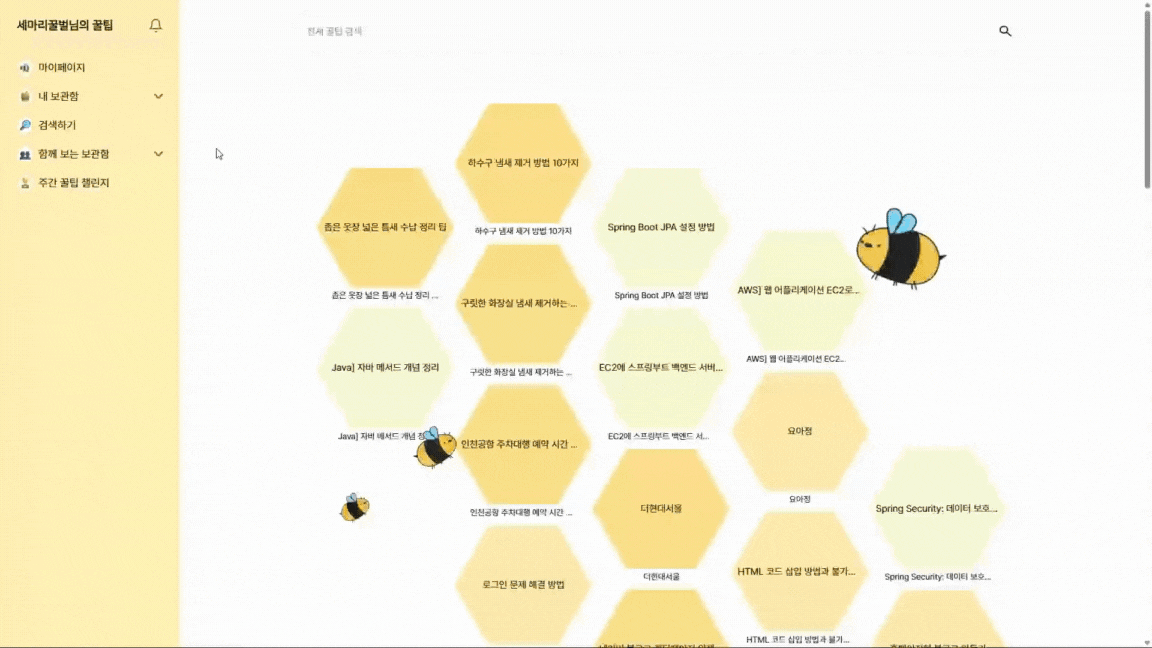 세마리꿀벌님의 꿀팁
마이페이지
내 보관함
검색하기
함께 보는 보관함
주간 꿀팁 챌린지
전체 꿀팁 검색
하수구 냄새 제거 방법 10가지
하수구 냄새 제거 방법 10가지
좁은 옷장 넓은 틈새 수납 정리 팁
좁은 옷장 넓은 틈새 수납 정리 ...
Spring Boot JPA 설정 방법
Spring Boot JPA 설정 방법
AWS] 웹 어플리케이션 EC2로...
AWS] 웹 어플리케이션 EC2...
구릿한 화장실 냄새 제거하는 ...
구릿한 화장실 냄새 제거하는 ...
Java] 자바 메서드 개념 정리
Java] 자바 메서드 개념
EC2에 스프링부트 백엔드 서버...
EC2에 스프링부트 백엔드 서...
인천공항 주차대행 예약 시간 ...
인천공항 주차대행 예약 시간 ...
요아정
요아정
더현대서울
더현대서울
Spring Security: 데이터 보호...
Spring Security: 데이터 보호...
로그인 문제 해결 방법
HTML 코드 삽입 방법과 불가...
HTML 코드 삽입 방법과 불가...